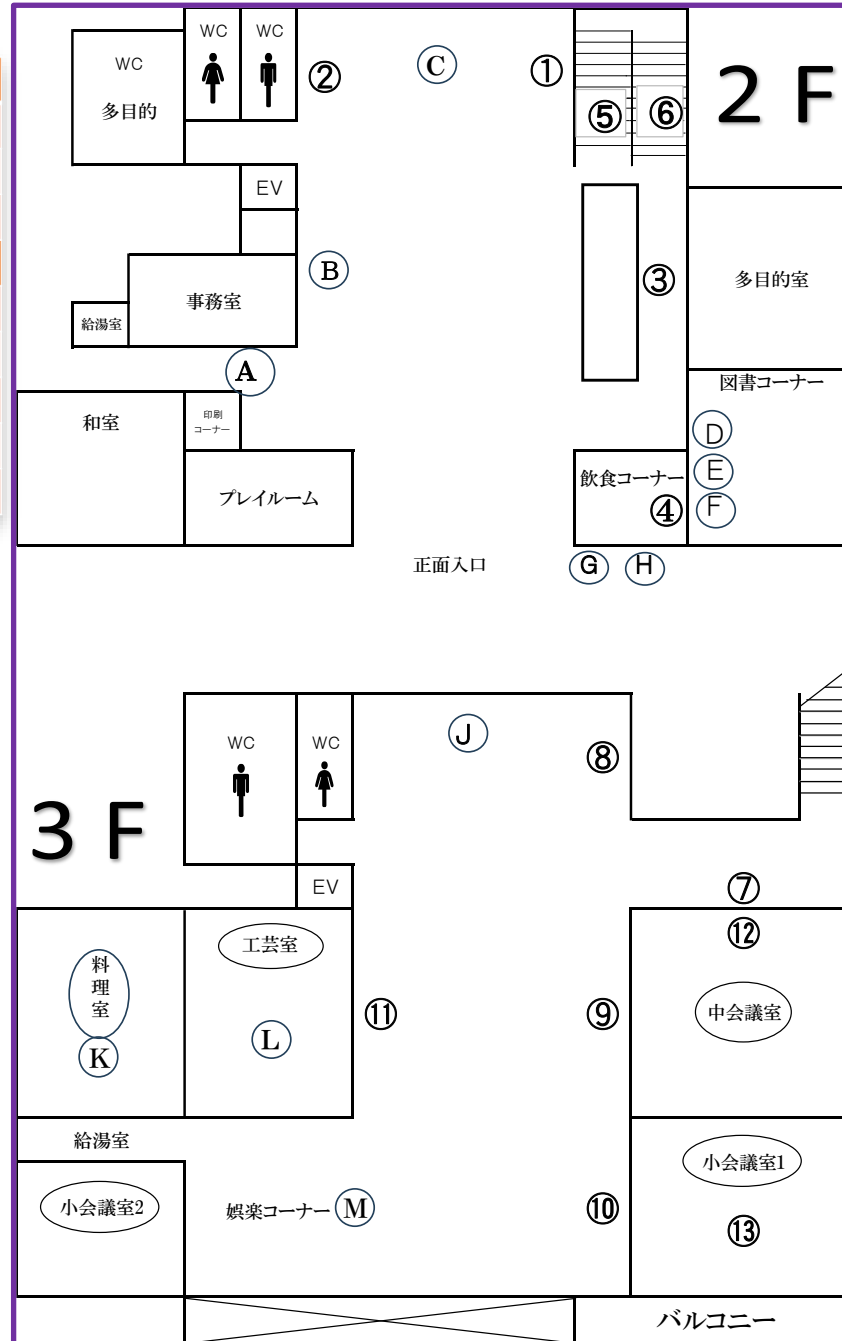 WC
WC
WC
多目的
②
C
①
⑤
⑥
2 F
EV
B
事務室
給湯室
③
多目的室
A
図書コーナー
和室
印刷
コーナー
プレイルーム
D
E
F
飲食コーナー
④
正面入口
G
H
WC
WC
J
⑧
3 F
EV
⑦
⑫
工芸室
料
理
室
K
L
⑪
⑨
中会議室
給湯室
小会議室1
小会議室2
娯楽コーナー
M
⑩
⑬
バルコニー